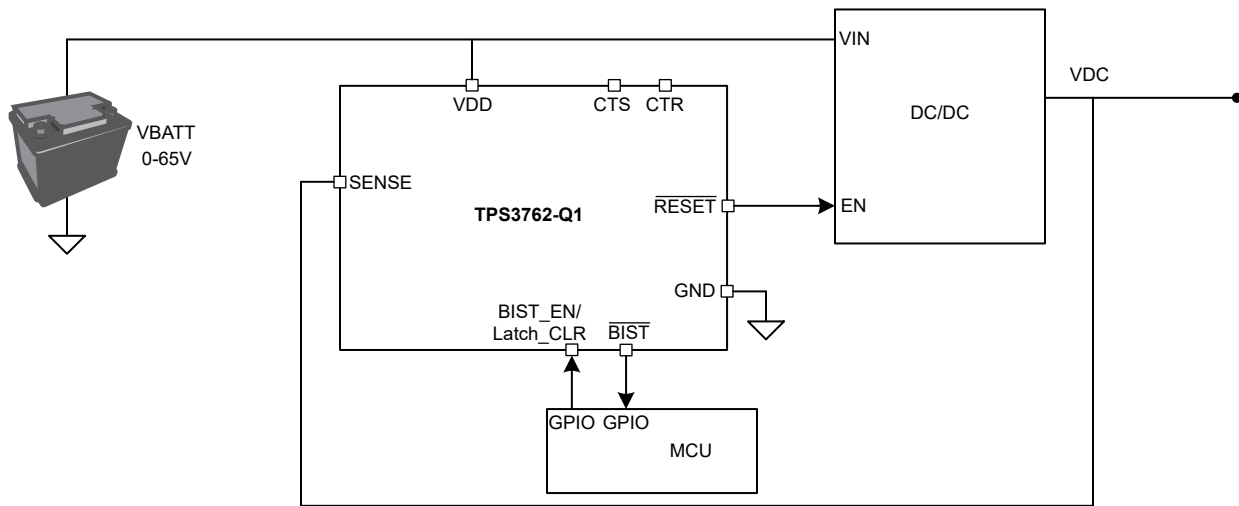 VIN
VDC
DC/DC
VDD
CTS
CTR
VBATT
0-65V
SENSE
TPS3762-Q1
RESET
EN
GND
BIST_EN/
Latch_CLR
BIST
GPIO
GPIO
MCU